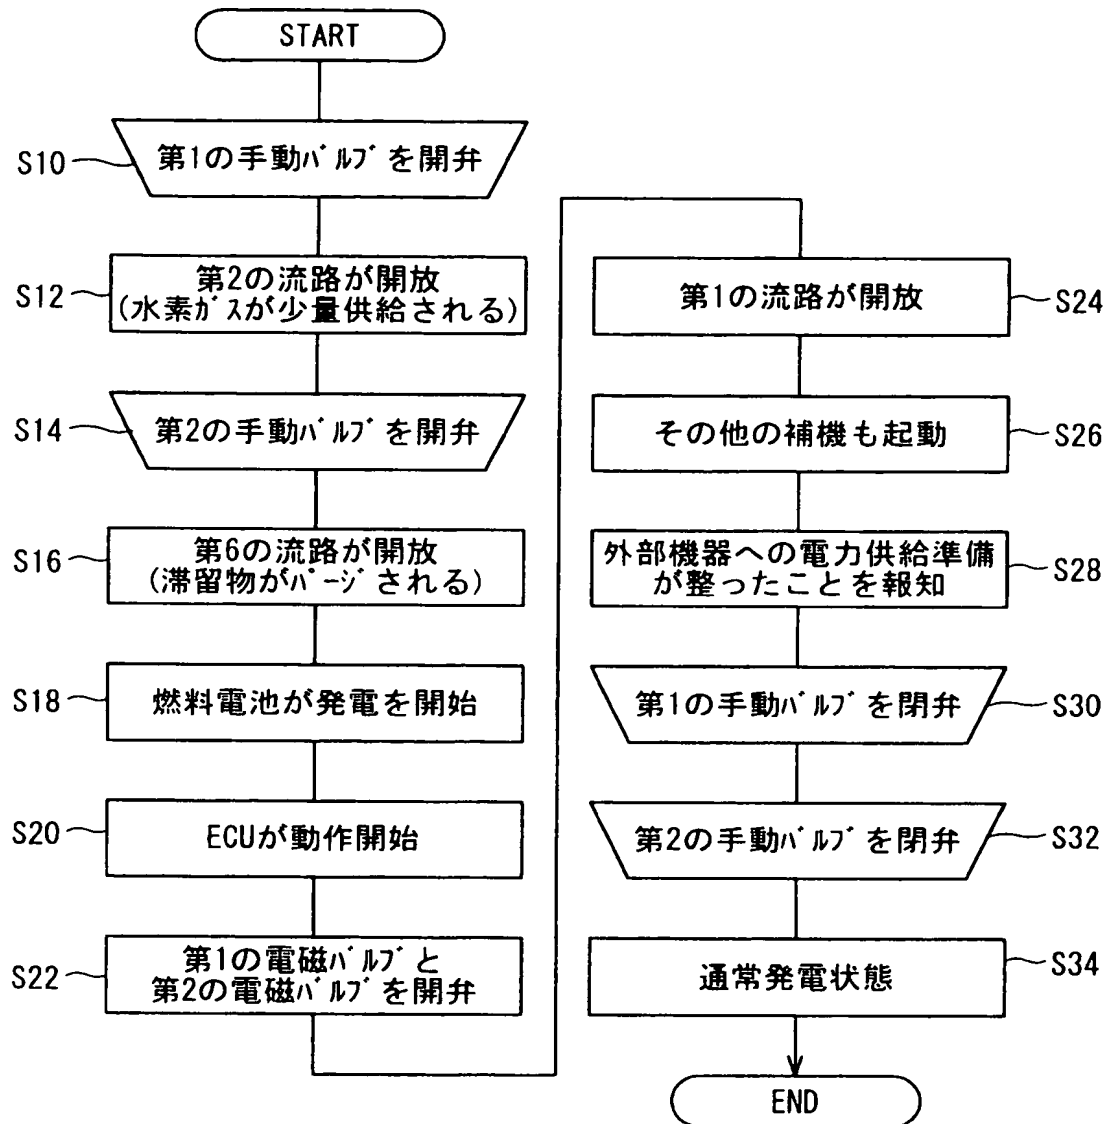 START
S10
第1の手動ﾊﾞﾙﾌﾞを開弁
S12
第2の流路が開放
(水素ｶﾞｽが少量供給される)
S14
第2の手動ﾊﾞﾙﾌﾞを開弁
S16
第6の流路が開放
(滞留物がﾊﾟｰｼﾞされる)
S18
燃料電池が発電を開始
S20
ECUが動作開始
S22
第1の電磁ﾊﾞﾙﾌﾞと
第2の電磁ﾊﾞﾙﾌﾞを開弁
第1の流路が開放
S24
その他の補機も起動
S26
外部機器への電力供給準備
が整ったことを報知
S28
第1の手動ﾊﾞﾙﾌﾞを閉弁
S30
第2の手動ﾊﾞﾙﾌﾞを閉弁
S32
通常発電状態
S34
END